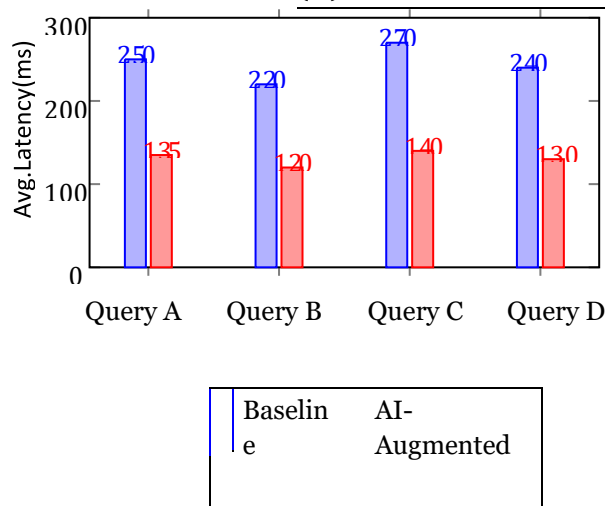 300
200
100
0
Avg.Latency(ms)
250
135
220
120
270
140
240
130
Query A
Query B
Query C
Query D
Baselin
e
AI-
Augmented